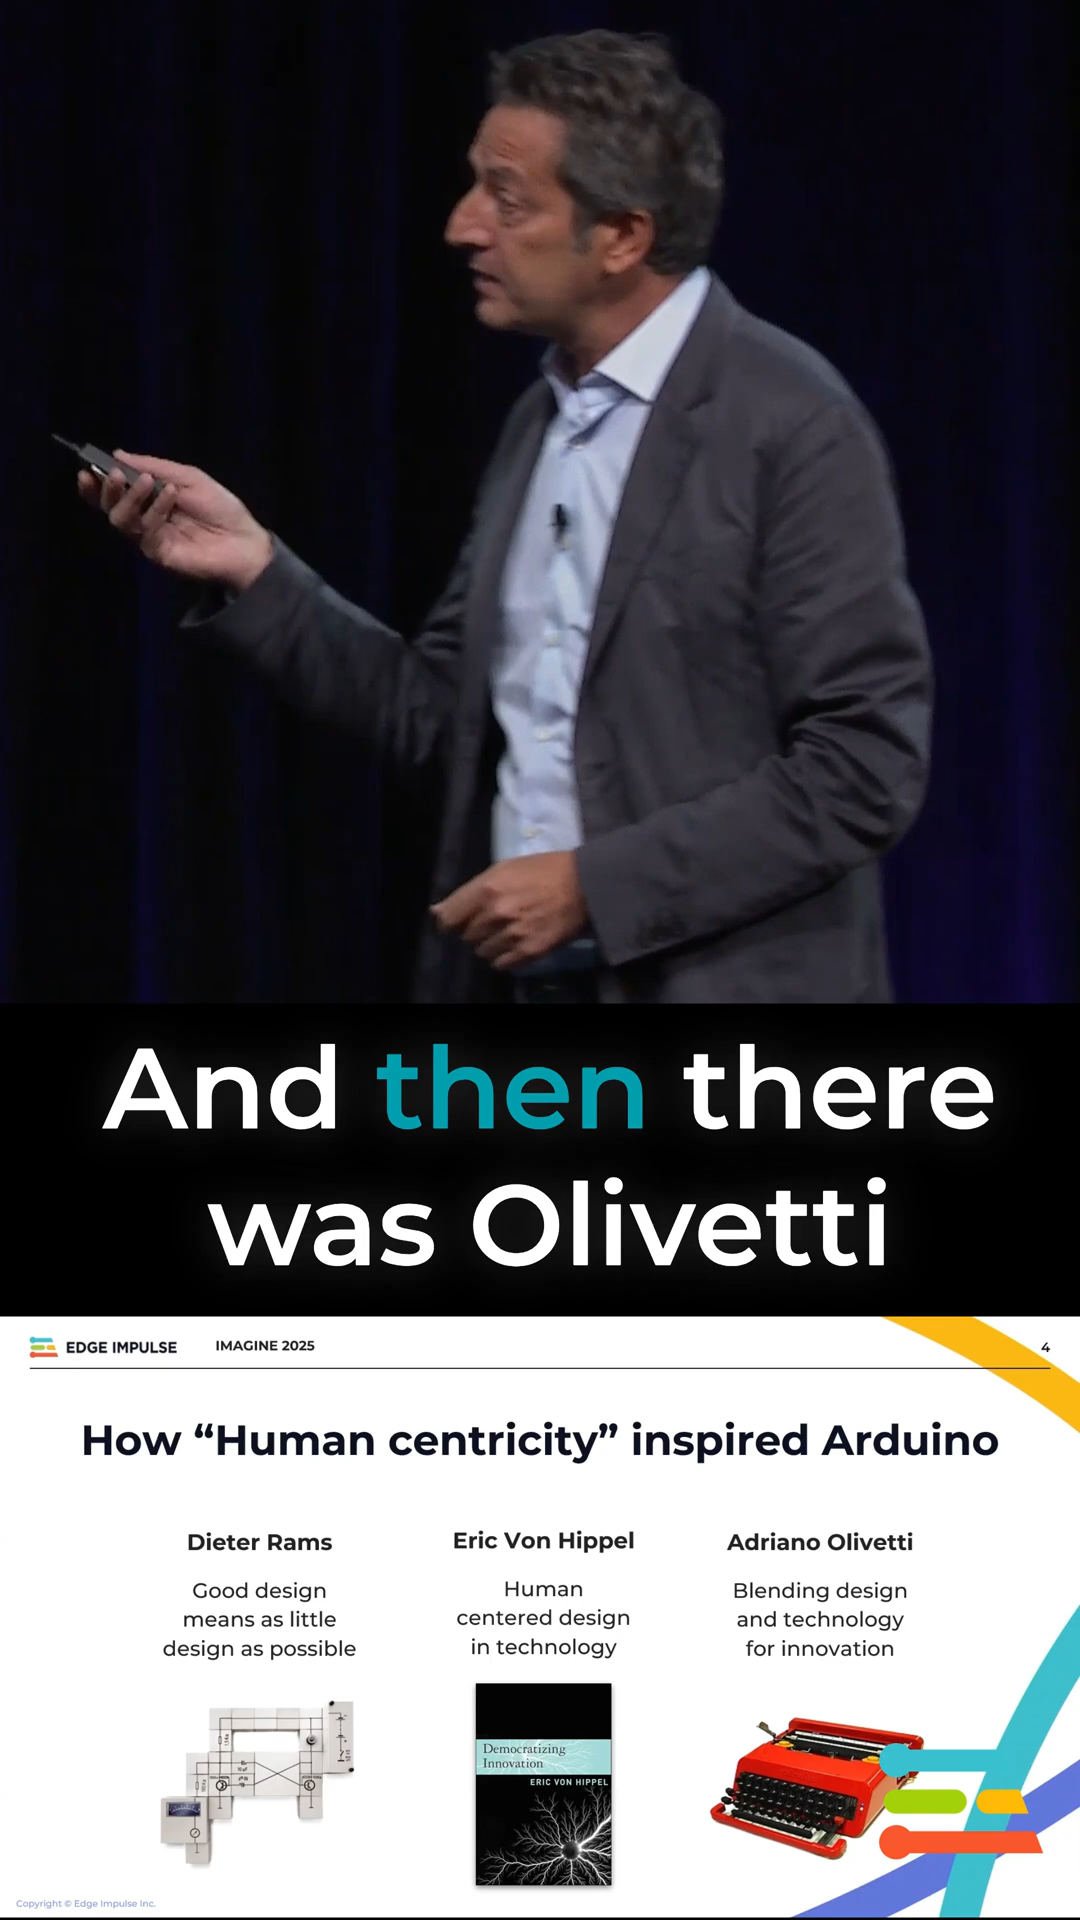 And then there
was Olivetti
EDGE IMPULSE
IMAGINE 2025
4
How “Human centricity” inspired Arduino
Dieter Rams
Good design
means as little
design as possible
Eric Von Hippel
Human
centered design
in technology
Adriano Olivetti
Blending design
and technology
for innovation
Democratizing
Innovation
ERIC VON HIPPEL
Copyright © Edge Impulse Inc.